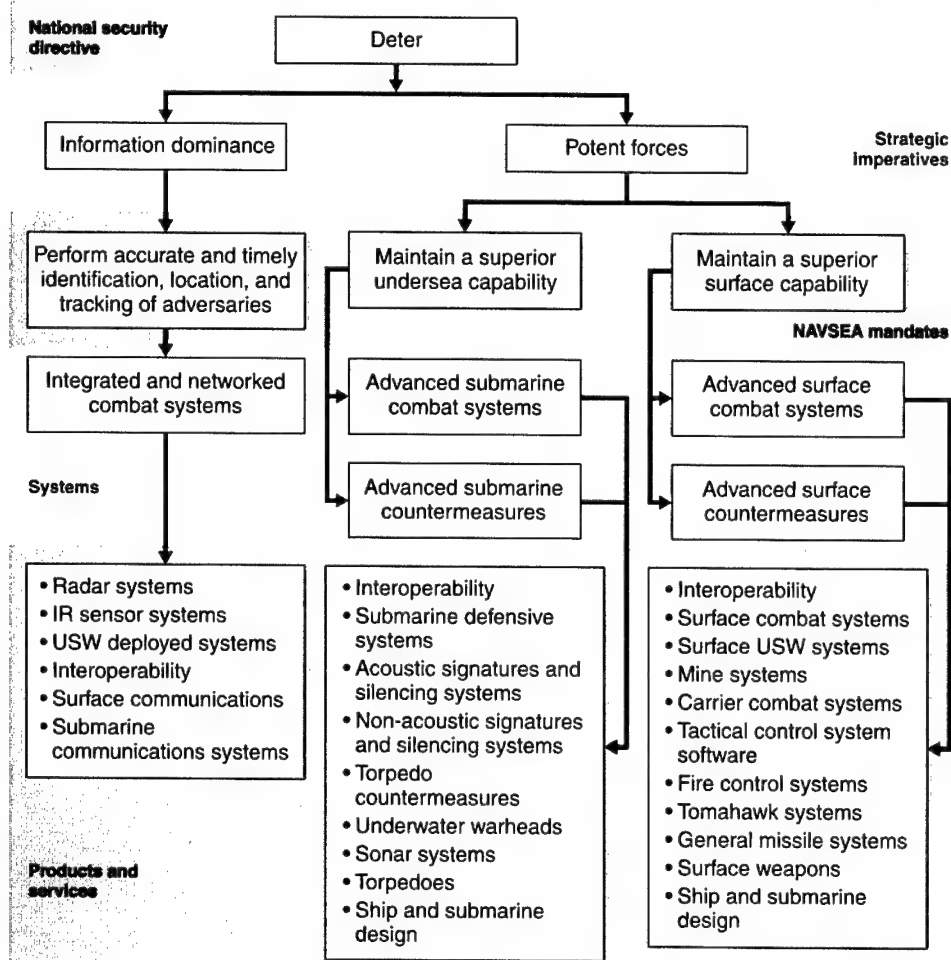 National security
directive
Deter
Information dominance
Potent forces
Strategic
imperatives
Perform accurate and timely
identification, location, and
tracking of adversaries
Maintain a superior
undersea capability
Maintain a superior
surface capability
NAVSEA mandates
Integrated and networked
combat systems
Advanced submarine
combat systems
Advanced surface
combat systems
Systems
Advanced submarine
countermeasures
Advanced surface
countermeasures
• Radar systems
• IR sensor systems
• USW deployed systems
• Interoperability
• Surface communications
• Submarine
communications systems
• Interoperability
• Submarine defensive
systems
• Acoustic signatures and
silencing systems
• Non-acoustic signatures
and silencing systems
• Torpedo
countermeasures
• Underwater warheads
• Sonar systems
• Torpedoes
• Ship and submarine
design
• Interoperability
• Surface combat systems
• Surface USW systems
• Mine systems
• Carrier combat systems
• Tactical control system
software
• Fire control systems
• Tomahawk systems
• General missile systems
• Surface weapons
• Ship and submarine
design
Products and
services